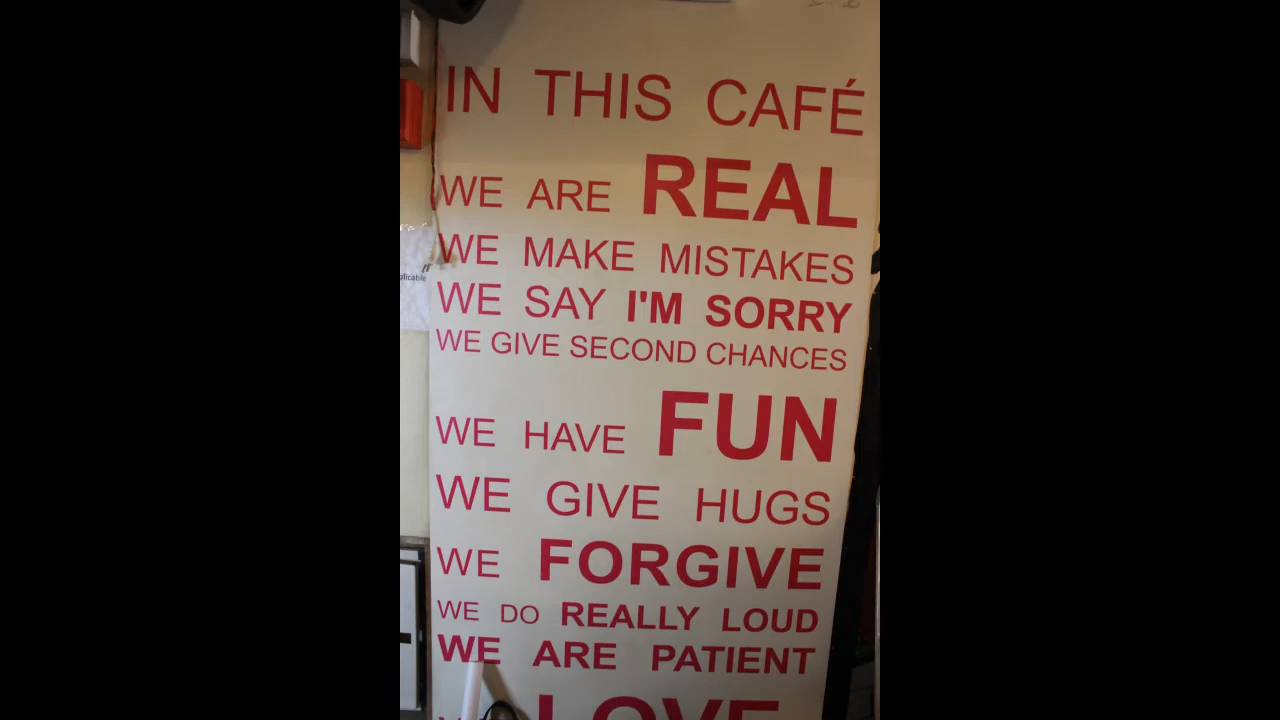 IN THIS CAFÉ
WE ARE REAL
WE MAKE MISTAKES
WE SAY I'M SORRY
WE GIVE SECOND CHANCES
WE HAVE FUN
WE GIVE HUGS
WE FORGIVE
WE DO REALLY LOUD
WE ARE PATIENT
LOVE